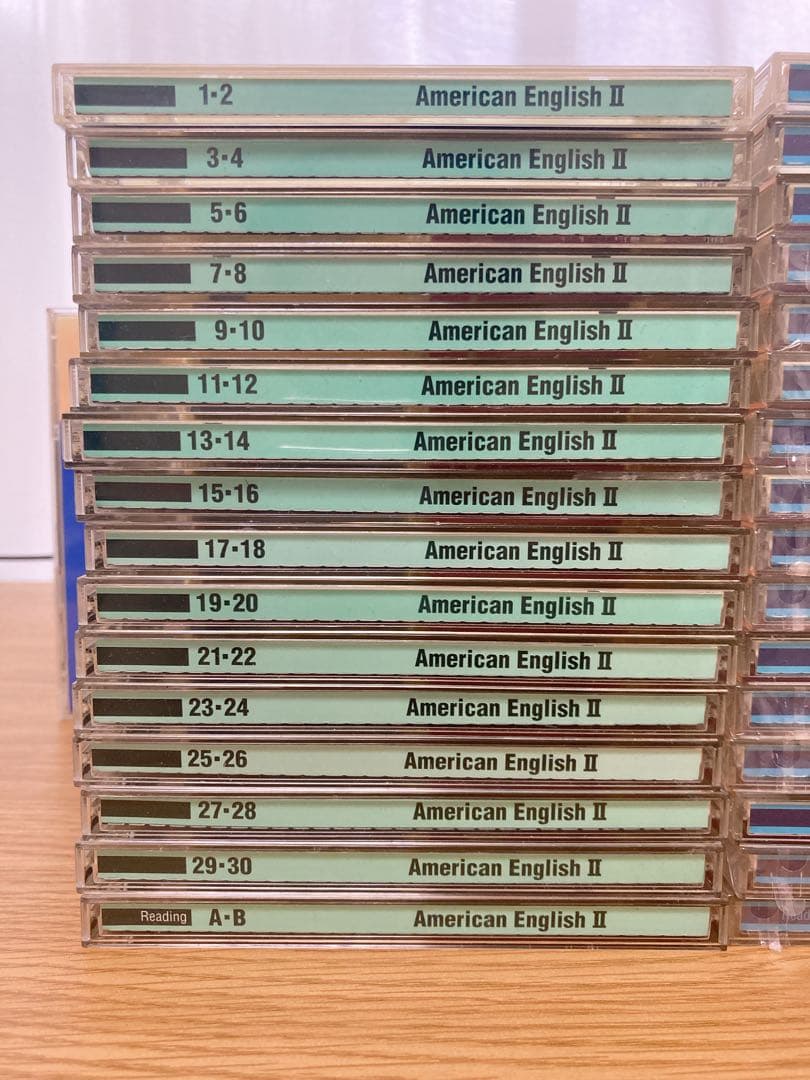 1▪2 American English Ⅱ
3▪4 American English Ⅱ
5▪6 American English Ⅱ
7▪8 American English Ⅱ
9▪10 American English Ⅱ
11▪12 American English Ⅱ
13▪14 American English Ⅱ
15▪16 American English Ⅱ
17▪18 American English Ⅱ
19▪20 American English Ⅱ
21▪22 American English Ⅱ
23▪24 American English Ⅱ
25▪26 American English Ⅱ
27▪28 American English Ⅱ
29▪30 American English Ⅱ
Reading A▪B American English Ⅱ